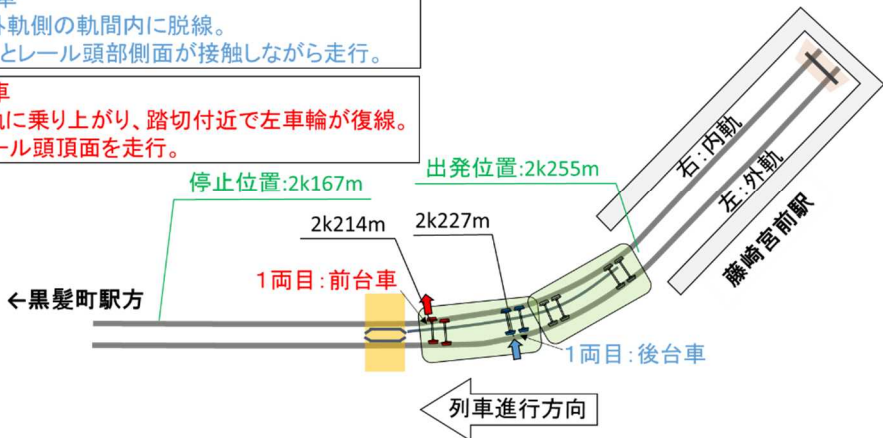 車
外軌側の軌間内に脱線。
とレール頭部側面が接触しながら走行。
車
軌に乗り上がり、踏切付近で左車輪が復線。
ール頭頂面を走行。
停止位置:2k167m
出発位置:2k255m
2k214m
2k227m
右:内軌
左:外軌
藤崎宮前駅
←黒髪町駅方
1両目:前台車
1両目:後台車
列車進行方向